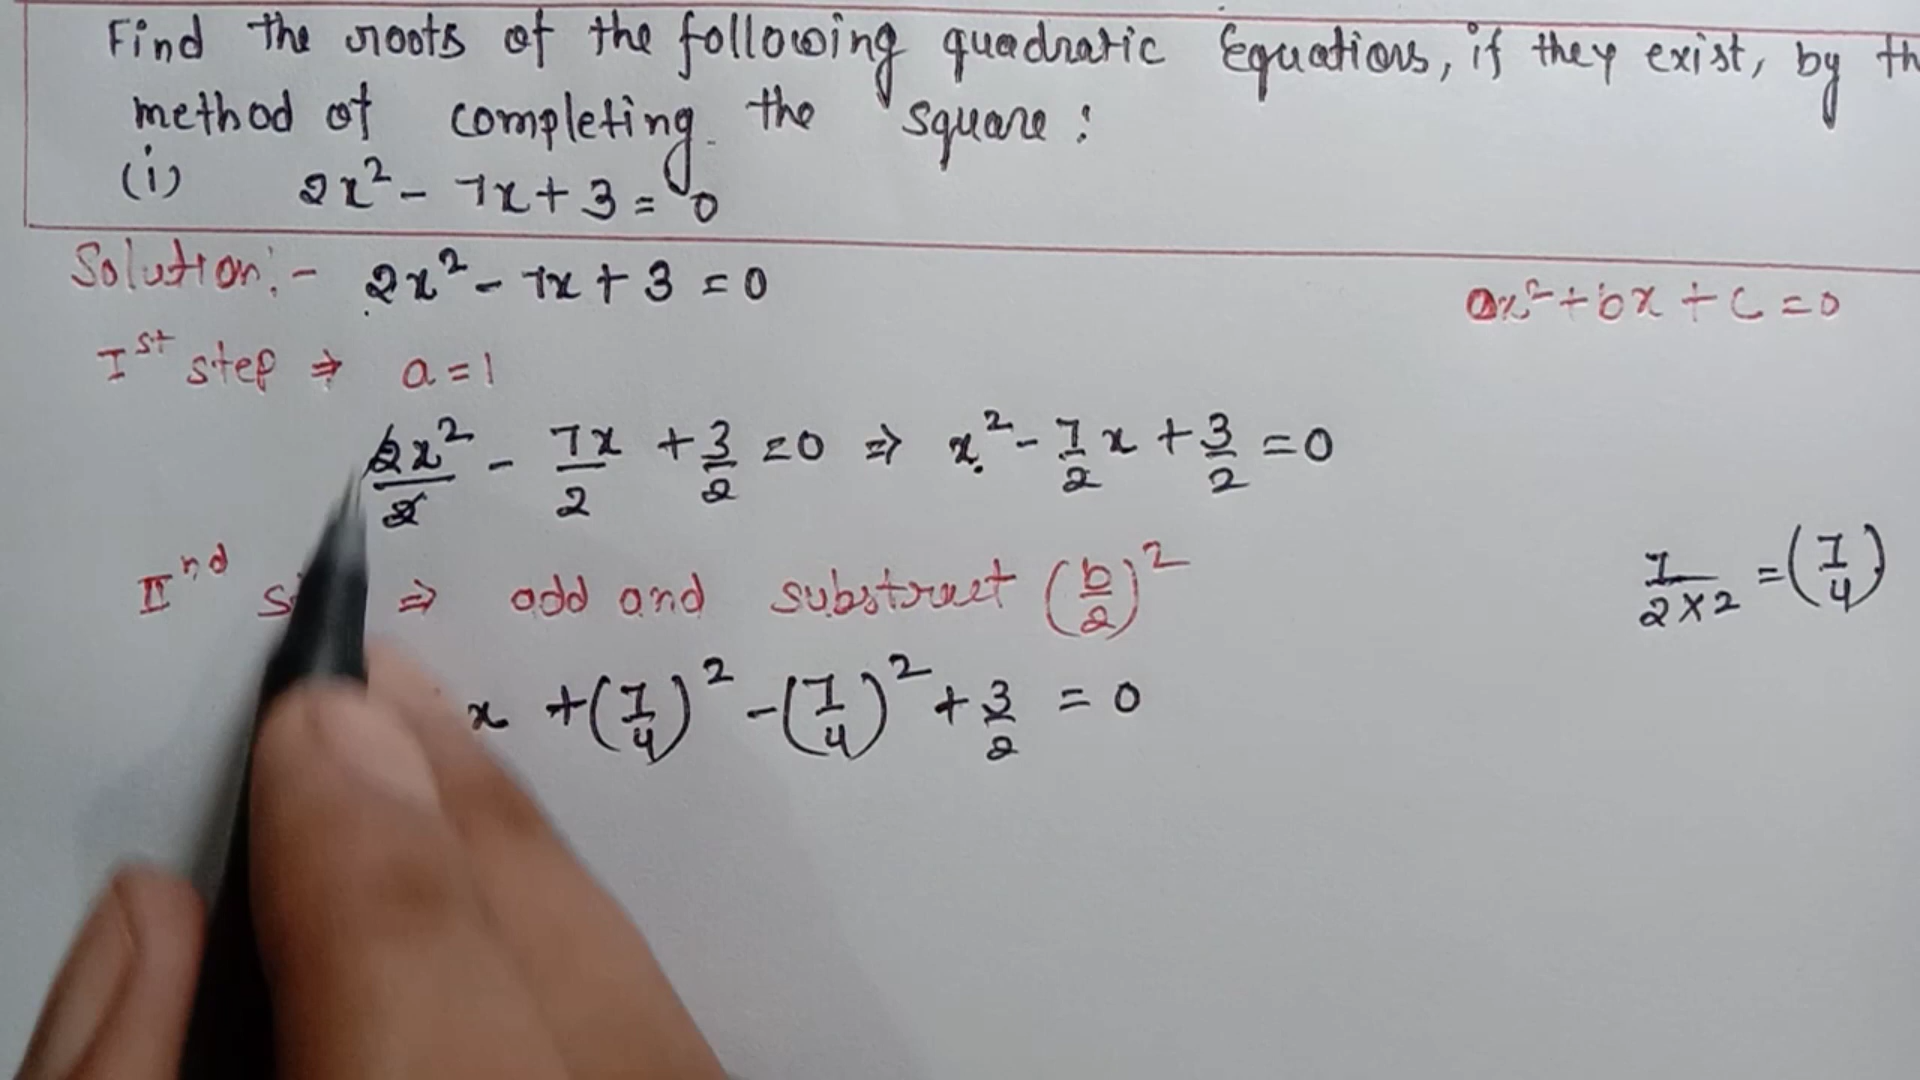 Find the roots of the following quadratic Equations, if they exist, by th
method of completing the square :
(i) 2x² - 7x + 3 = 0
Solution:- 2x² - 7x + 3 = 0
ax² + bx + c = 0
Iˢᵗ step ⇒ a = 1
2x²/2 - 7x/2 + 3/2 = 0 ⇒ x² - 7/2 x + 3/2 = 0
7/(2×2) = (7/4)
IIⁿᵈ ⇒ add and substract (b/2)²
x + (7/4)² - (7/4)² + 3/2 = 0